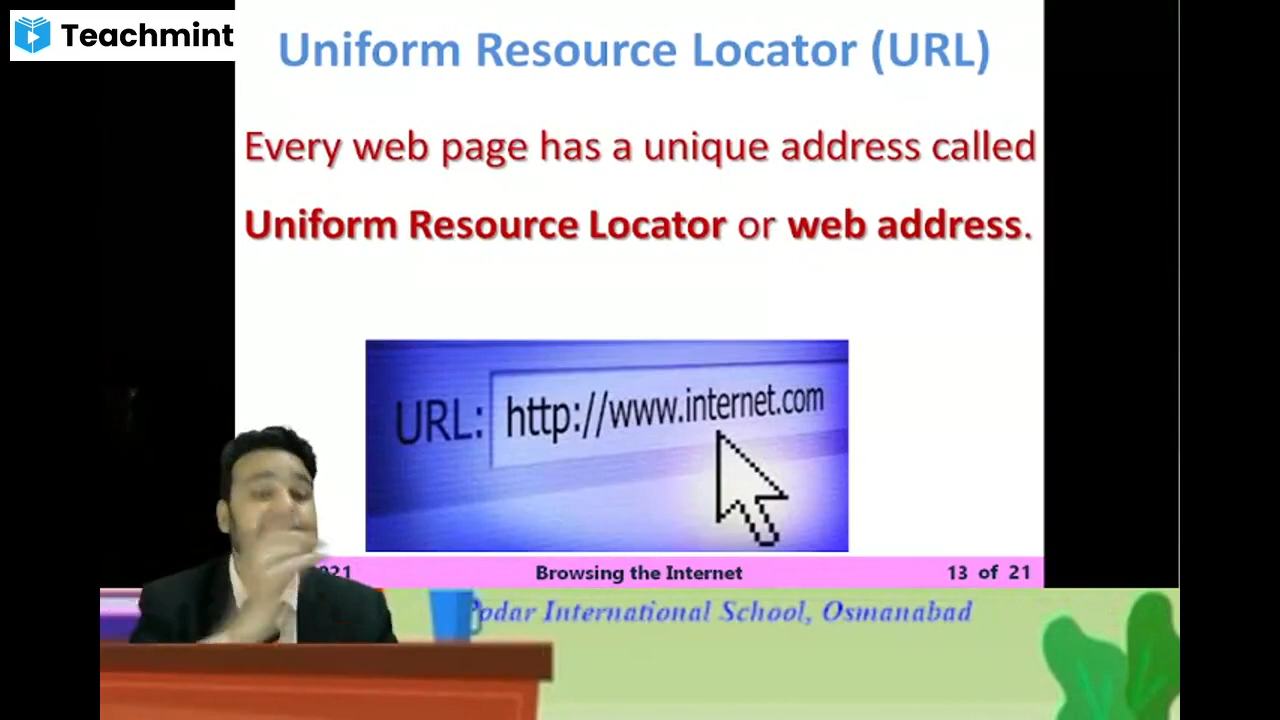 Teachmint
Uniform Resource Locator (URL)
Every web page has a unique address called
Uniform Resource Locator or web address.
URL: http://www.internet.com
Browsing the Internet
13 of 21
Podar International School, Osmanabad